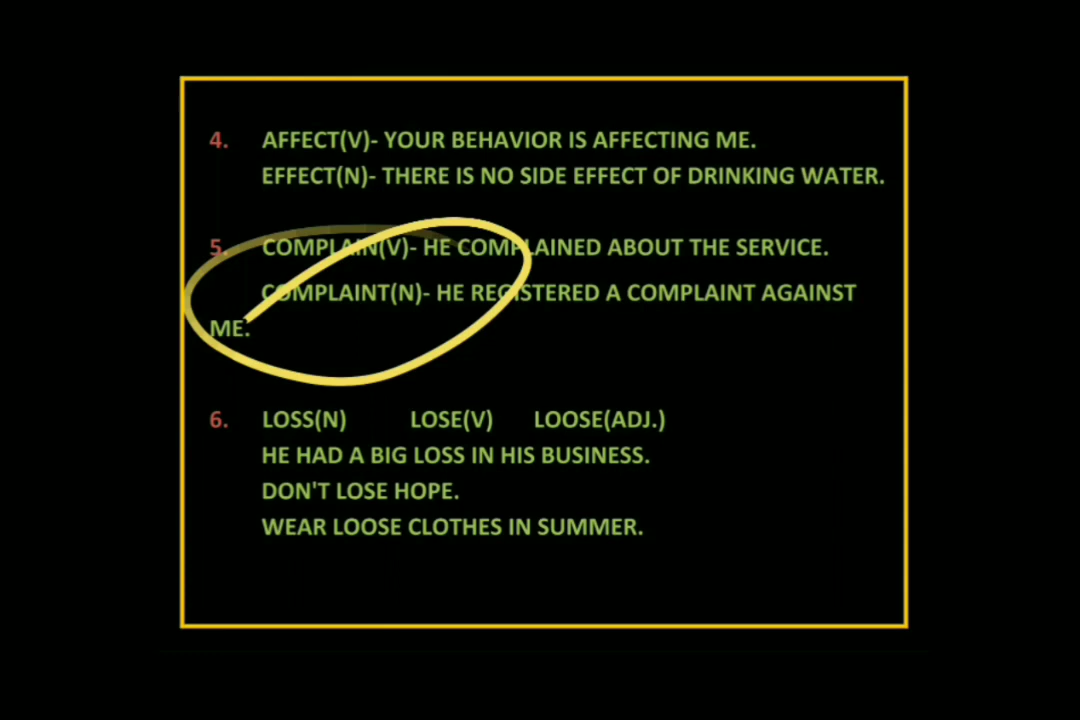 4. AFFECT(V)- YOUR BEHAVIOR IS AFFECTING ME.
EFFECT(N)- THERE IS NO SIDE EFFECT OF DRINKING WATER.
5. COMPLAIN(V)- HE COMPLAINED ABOUT THE SERVICE.
COMPLAINT(N)- HE REGISTERED A COMPLAINT AGAINST
ME.
6. LOSS(N) LOSE(V) LOOSE(ADJ.)
HE HAD A BIG LOSS IN HIS BUSINESS.
DON'T LOSE HOPE.
WEAR LOOSE CLOTHES IN SUMMER.